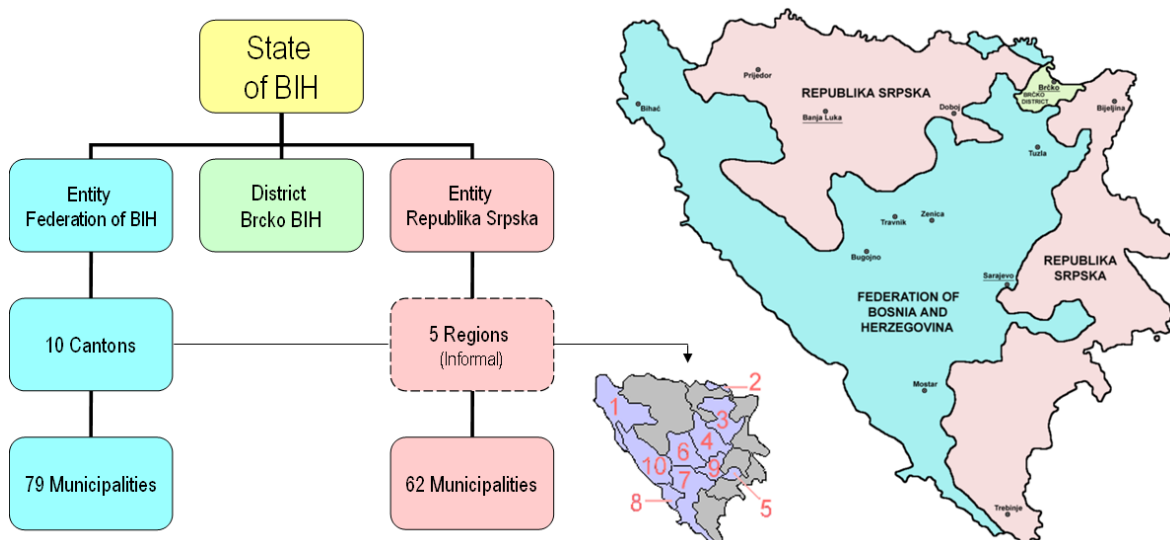 State
of BIH
Entity
Federation of BIH
District
Brcko BIH
Entity
Republika Srpska
10 Cantons
5 Regions
(Informal)
79 Municipalities
62 Municipalities
1
2
3
4
6
10
9
7
8
5
Prijedor
REPUBLIKA SRPSKA
Brčko
BRČKO
DISTRICT
Bihać
Banja Luka
Doboj
Bijeljina
Tuzla
Travnik
Zenica
Bugojno
REPUBLIKA
SRPSKA
Sarajevo
FEDERATION OF
BOSNIA AND
HERZEGOVINA
Mostar
Trebinje